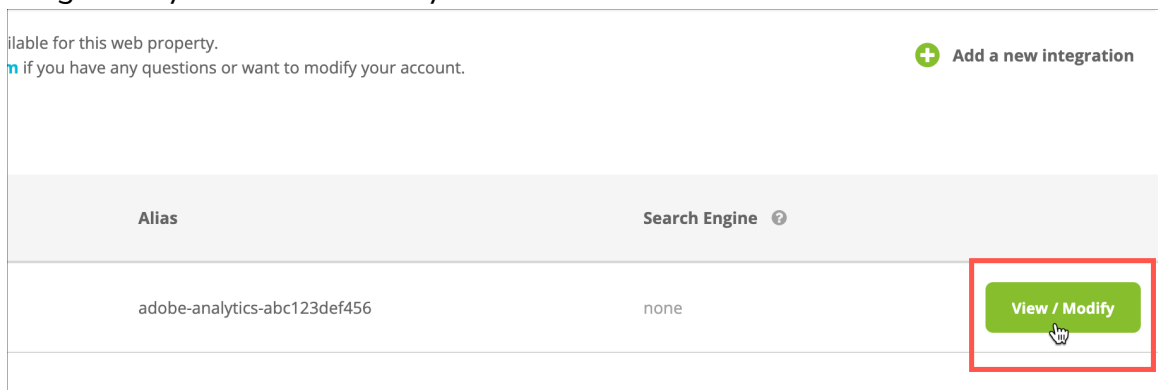 ilable for this web property.
if you have any questions or want to modify your account.
Add a new integration
Alias
Search Engine
adobe-analytics-abc123def456
none
View / Modify